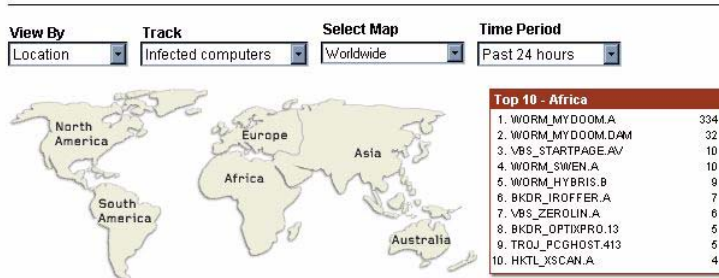 View By Track Select Map Time Period
Location Infected computers Worldwide Past 24 hours
North
America
Europe
Asia
Africa
South
America
Australia
Top 10 - Africa
1. WORM_MYDOOM.A 334
2. WORM_MYDOOM.DAM 32
3. VBS_STARTPAGE.AV 10
4. WORM_SWEN.A 10
5. WORM_HYBRIS.B 9
6. BKDR_IROFFER.A 7
7. VBS_ZEROLIN.A 6
8. BKDR_OPTIXPRO.13 5
9. TROJ_PCGHOST.413 5
10. HKTL_XSCAN.A 4